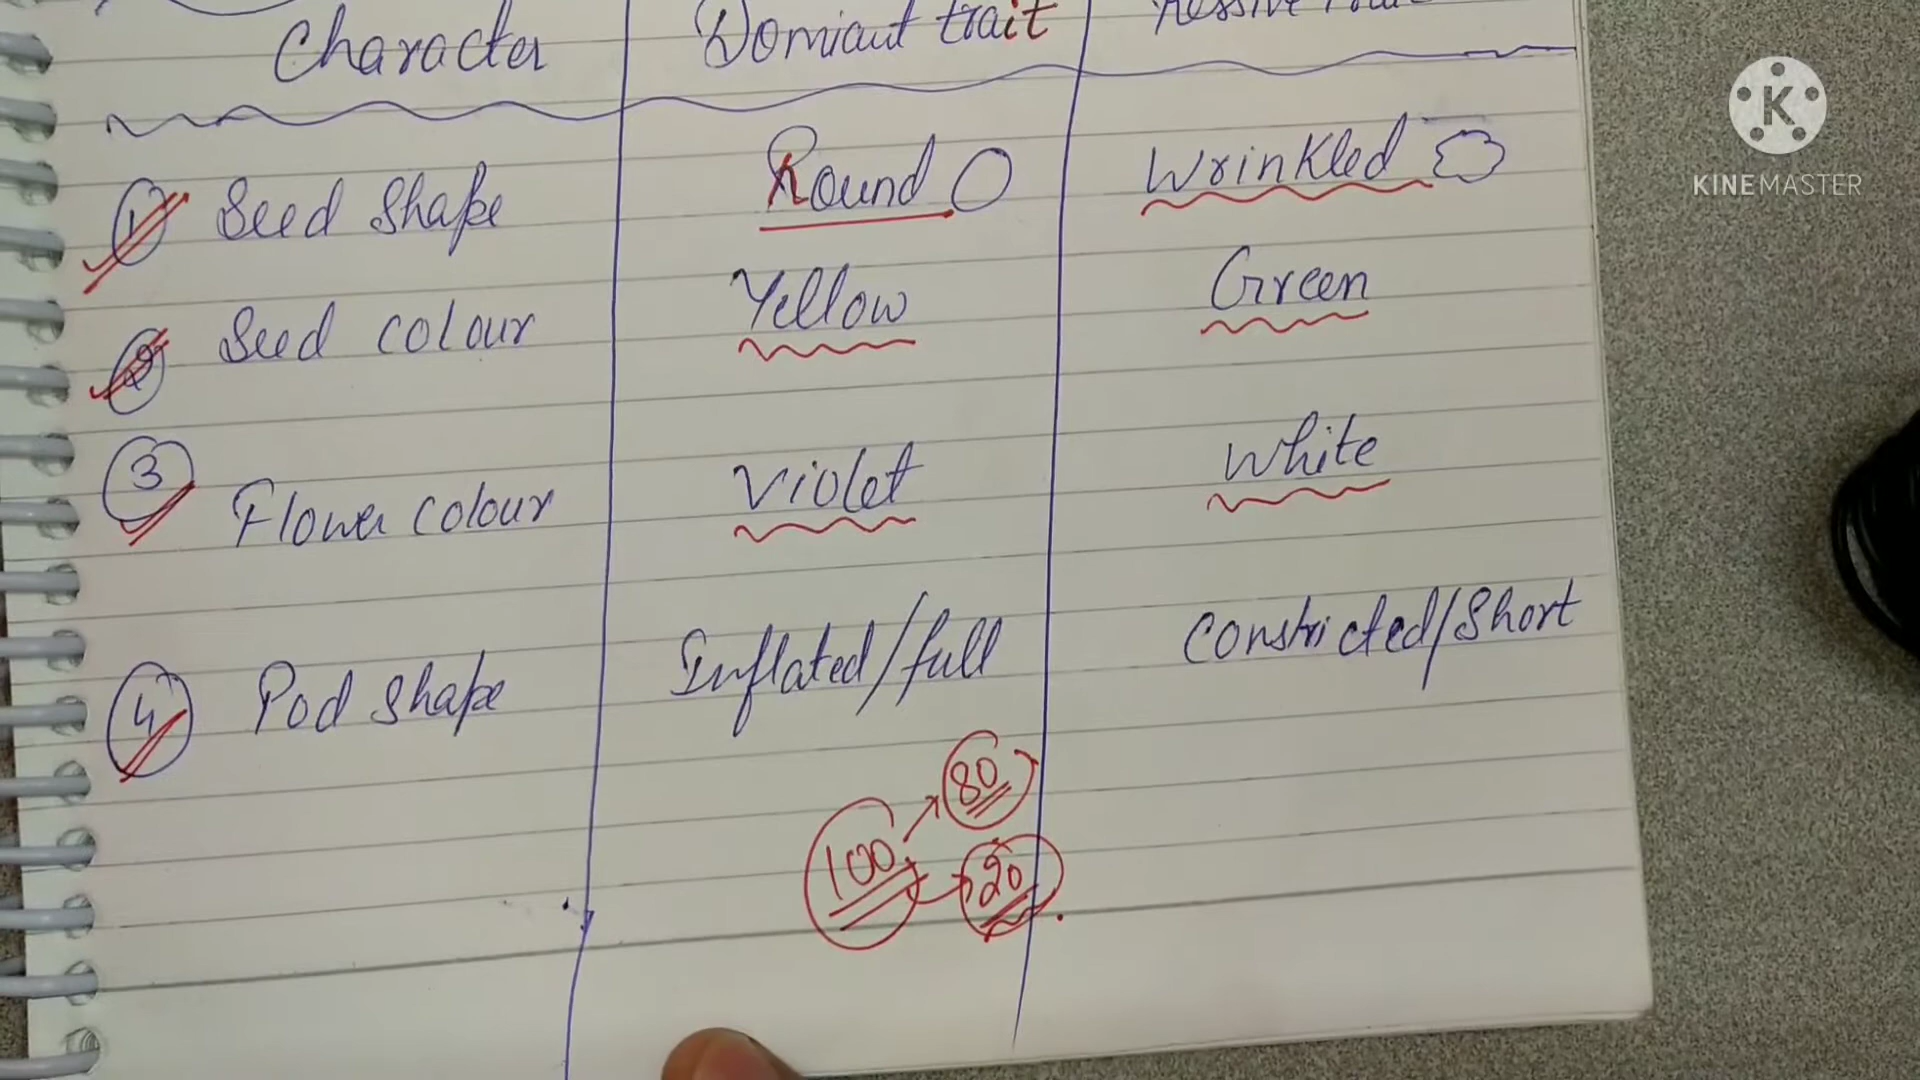 Character Domiant trait
K
KINEMASTER
1 Seed Shape Round Wrinkled
2 Seed colour Yellow Green
3 Flower colour Violet White
4 Pod shape Inflated/full Constricted/Short
80
100
20